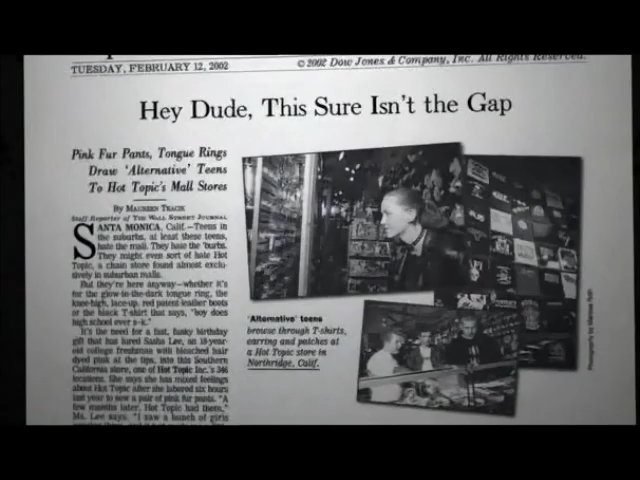 TUESDAY, FEBRUARY 12, 2002
© 2002 Dow Jones & Company, Inc. All Rights Reserved.
Hey Dude, This Sure Isn't the Gap
Pink Fur Pants, Tongue Rings
Draw 'Alternative' Teens
To Hot Topic's Mall Stores
By Maureen Tkacik
Staff Reporter of The Wall Street Journal
SANTA MONICA, Calif.—Teens in
the suburbs, at least these teens,
hate the mall. They hate the 'burbs.
They might even sort of hate Hot
Topic, a chain store found almost exclu-
sively in suburban malls.
But they're here anyway—whether it's
for the glow-in-the-dark tongue ring, the
knee-high, lace-up, red patent-leather boots
or the black T-shirt that says, "boy does
high school ever s-k."
It's the need for a fast, funky birthday
gift that has lured Sasha Lee, an 18-year-
old college freshman with bleached hair
dyed pink at the tips, into this Southern
California store, one of Hot Topic Inc.'s 346
locations. She says she has mixed feelings
about Hot Topic after she labored six hours
last year to sew a pair of pink fur pants. "A
few months later, Hot Topic had them,"
Ms. Lee says. "I saw a bunch of girls
'Alternative' teens
browse through T-shirts,
earring and patches at
a Hot Topic store in
Northridge, Calif.